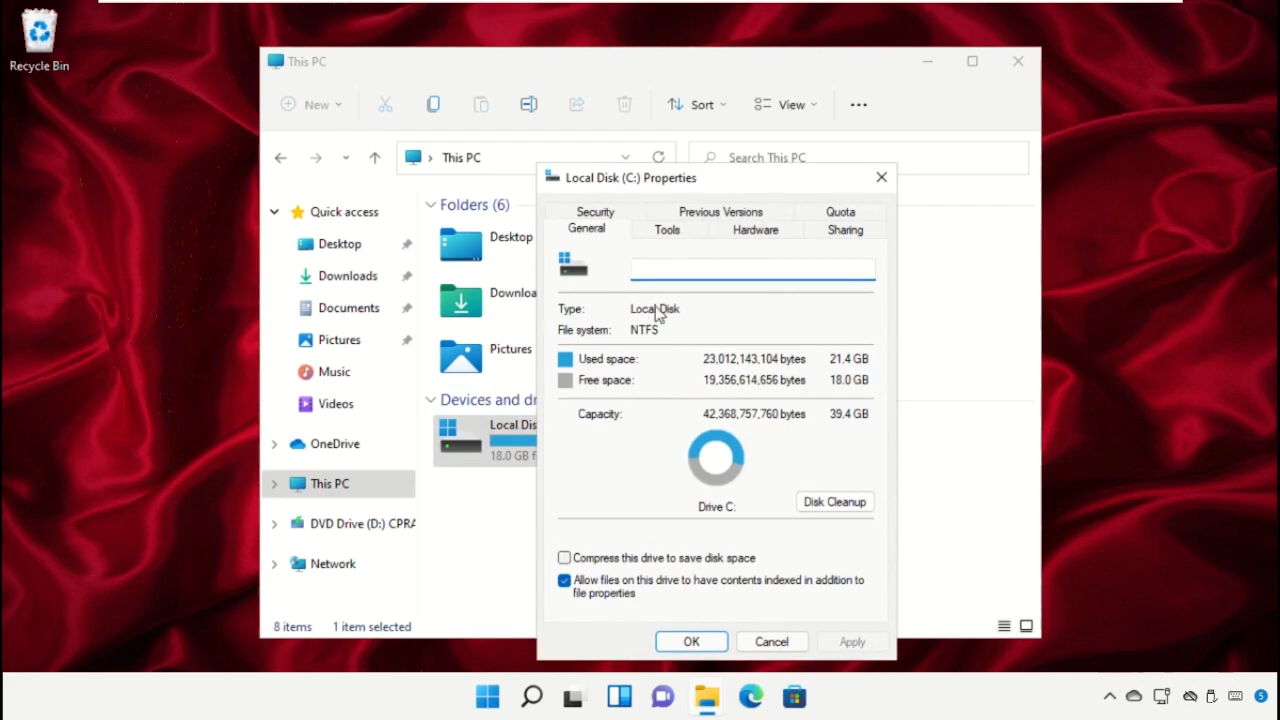 Recycle Bin
This PC
New
Sort
View
This PC
Search This PC
Quick access
Desktop
Downloads
Documents
Pictures
Music
Videos
OneDrive
This PC
DVD Drive (D:) CPRA
Network
Folders (6)
Desktop
Downloa
Pictures
Devices and dr
Local Dis
18.0 GB f
8 items 1 item selected
Local Disk (C:) Properties
Security Previous Versions Quota
General Tools Hardware Sharing
Type: Local Disk
File system: NTFS
Used space: 23,012,143,104 bytes 21.4 GB
Free space: 19,356,614,656 bytes 18.0 GB
Capacity: 42,368,757,760 bytes 39.4 GB
Drive C:
Disk Cleanup
Compress this drive to save disk space
Allow files on this drive to have contents indexed in addition to
file properties
OK Cancel Apply
5